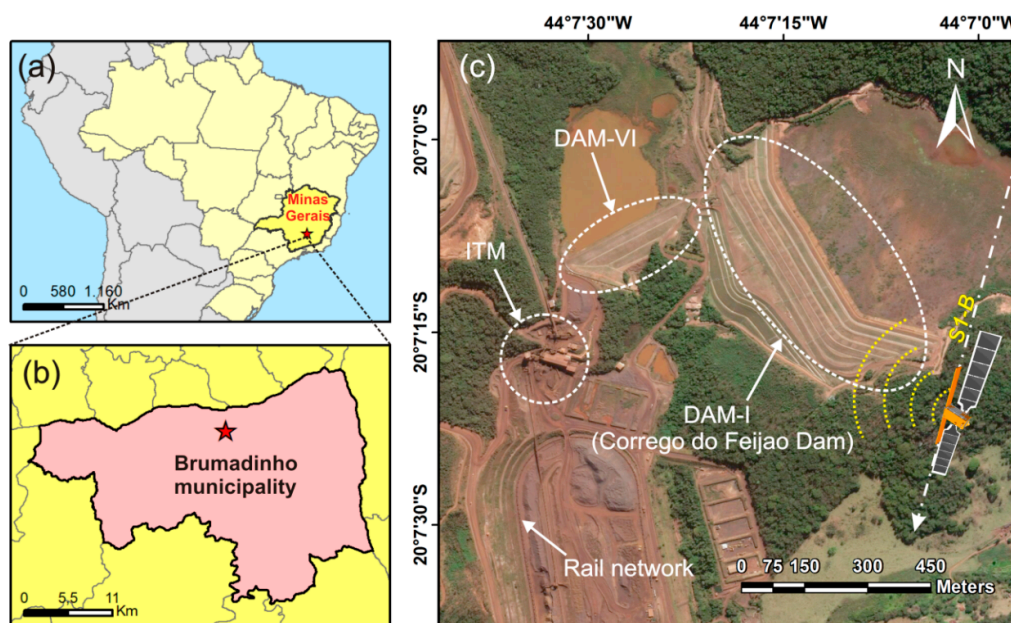 (a)
Minas
Gerais
0 580 1.160
Km
(b)
Brumadinho
municipality
0 5.5 11
Km
44°7'30"W 44°7'15"W 44°7'0"W
(c)
N
20°7'0"S
20°7'15"S
20°7'30"S
DAM-VI
ITM
S1-B
DAM-I
(Corrego do Feijao Dam)
Rail network
0 75 150 300 450
Meters